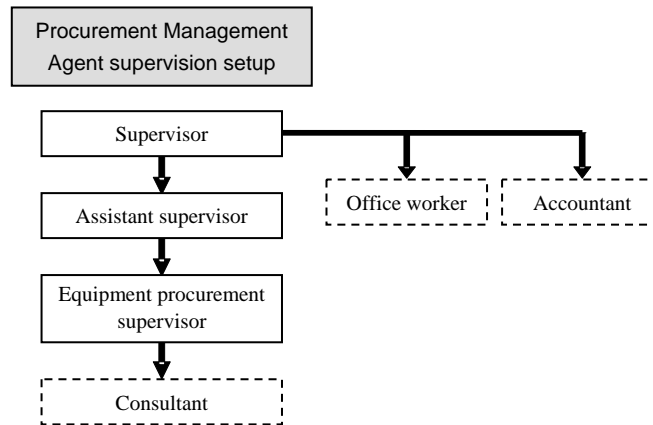 Procurement Management
Agent supervision setup
Supervisor
Office worker
Accountant
Assistant supervisor
Equipment procurement
supervisor
Consultant